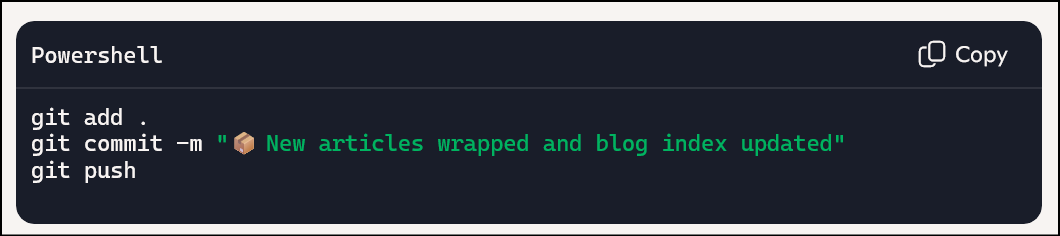 Powershell
Copy
git add .
git commit -m "📦 New articles wrapped and blog index updated"
git push